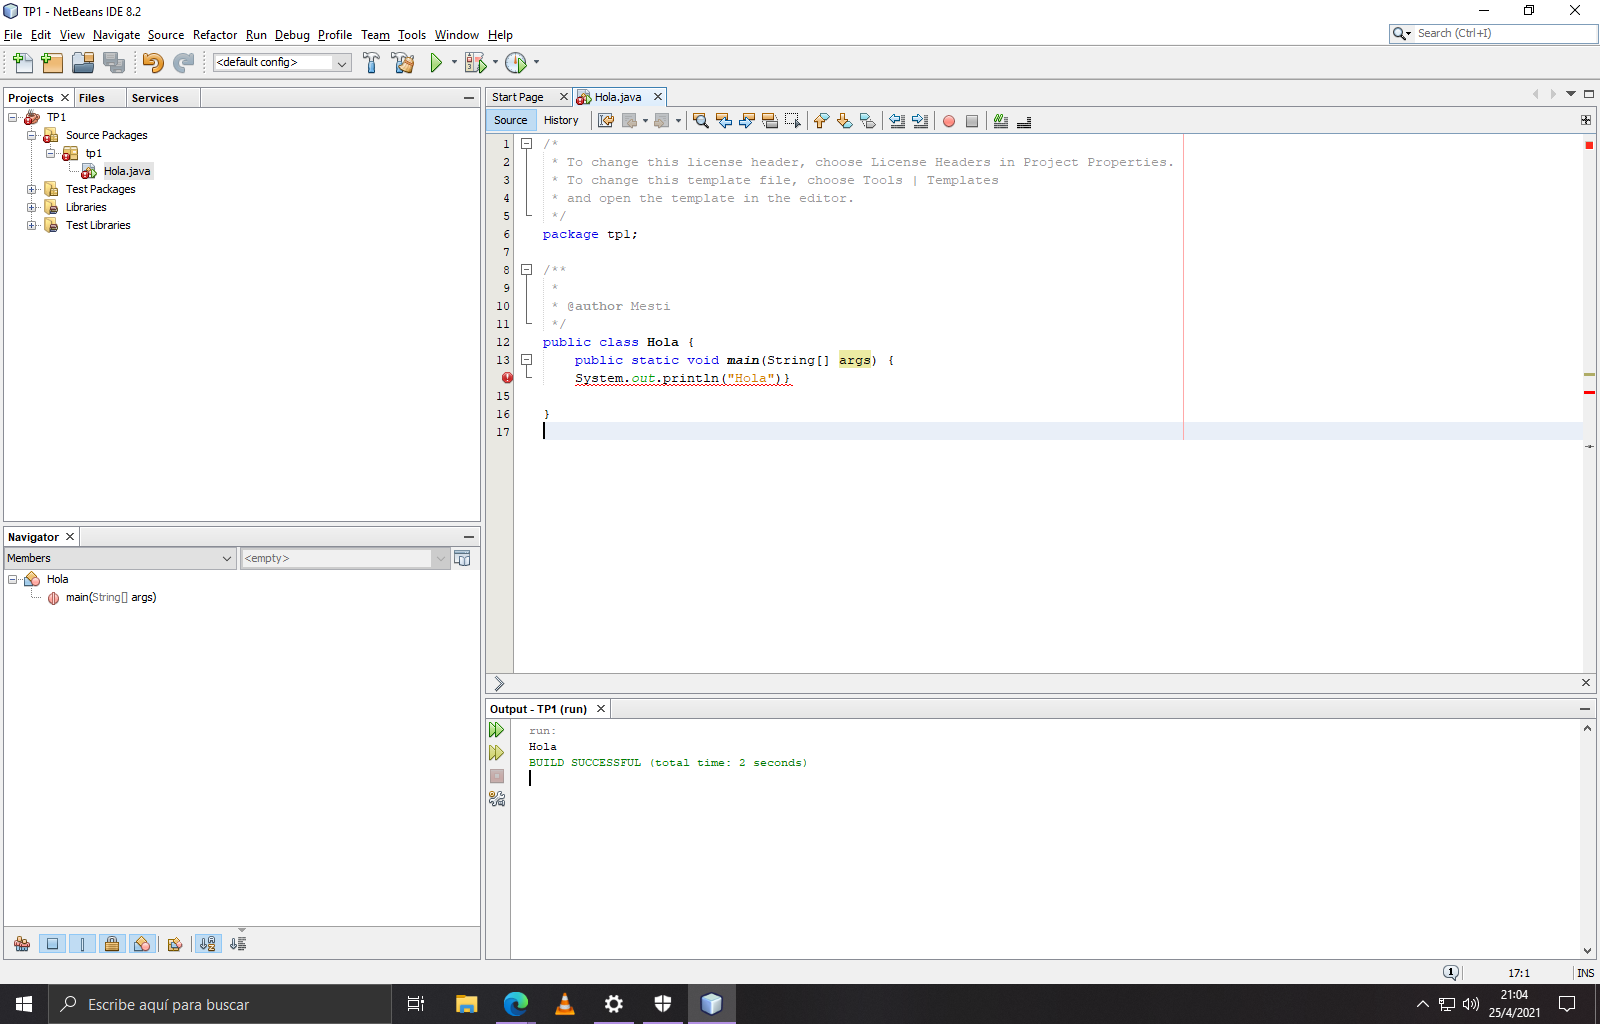 TP1 - NetBeans IDE 8.2
File Edit View Navigate Source Refactor Run Debug Profile Team Tools Window Help
Search (Ctrl+I)
<default config>
Projects Files Services
TP1
Source Packages
tp1
Hola.java
Test Packages
Libraries
Test Libraries
Start Page Hola.java
Source History
1 /*
2 * To change this license header, choose License Headers in Project Properties.
3 * To change this template file, choose Tools | Templates
4 * and open the template in the editor.
5 */
6 package tp1;
7
8 /**
9 *
10 * @author Mesti
11 */
12 public class Hola {
13 public static void main(String[] args) {
System.out.println("Hola")}
15
16 }
17
Navigator
Members <empty>
Hola
main(String[] args)
Output - TP1 (run)
run:
Hola
BUILD SUCCESSFUL (total time: 2 seconds)
1 17:1 INS
Escribe aquí para buscar
21:04
25/4/2021